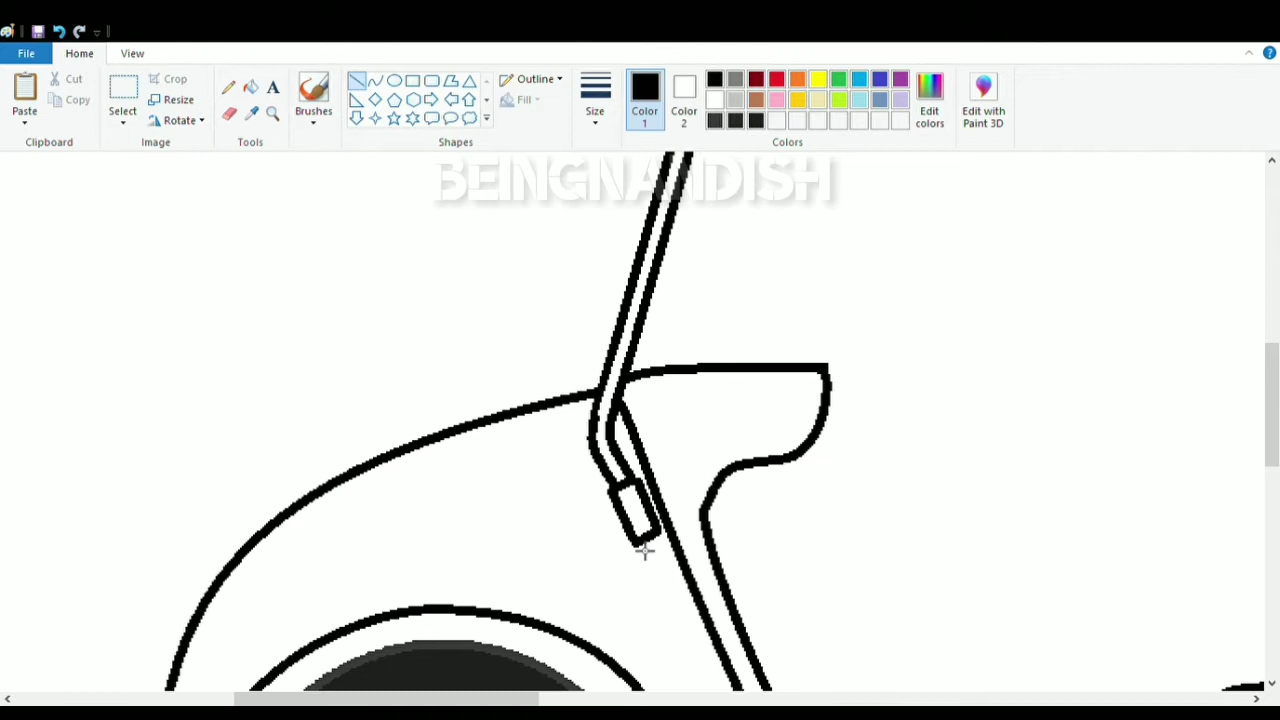 File Home View
Paste Cut Copy Select Crop Resize Rotate Brushes Outline Fill Size Color 1 Color 2 Edit colors Edit with Paint 3D
Clipboard Image Tools Shapes Colors
BEINGNANDISH